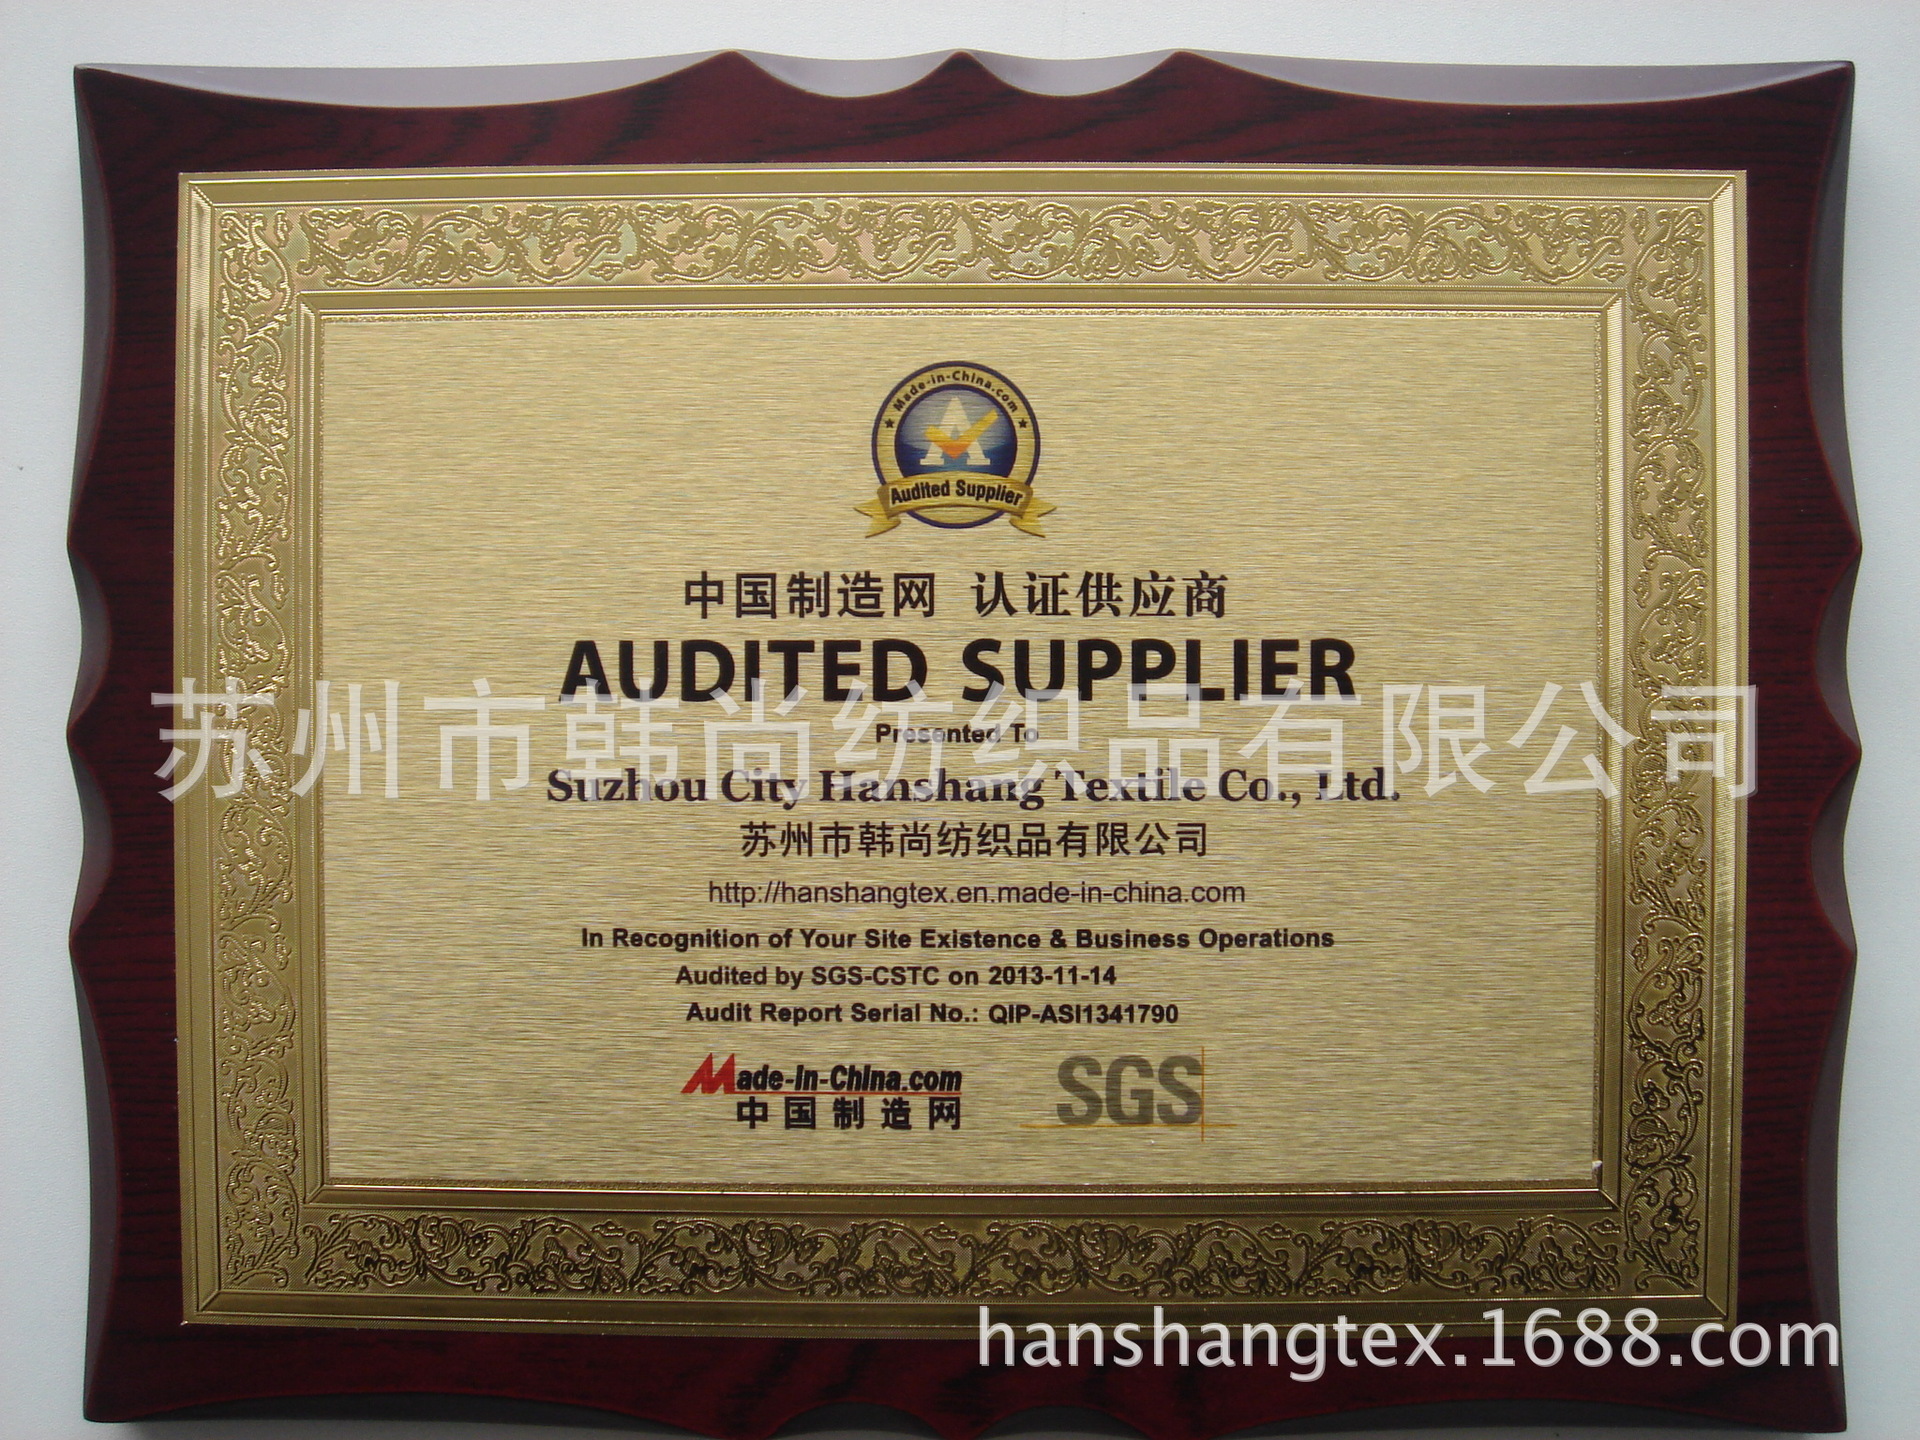 Made-in-China.com
Audited Supplier
中国制造网 认证供应商
AUDITED SUPPLIER
Presented To
苏州市韩尚纺织品有限公司
Suzhou City Hanshang Textile Co., Ltd.
苏州市韩尚纺织品有限公司
http://hanshangtex.en.made-in-china.com
In Recognition of Your Site Existence & Business Operations
Audited by SGS-CSTC on 2013-11-14
Audit Report Serial No.: QIP-ASI1341790
Made-in-China.com
中国制造网
SGS
hanshangtex.1688.com